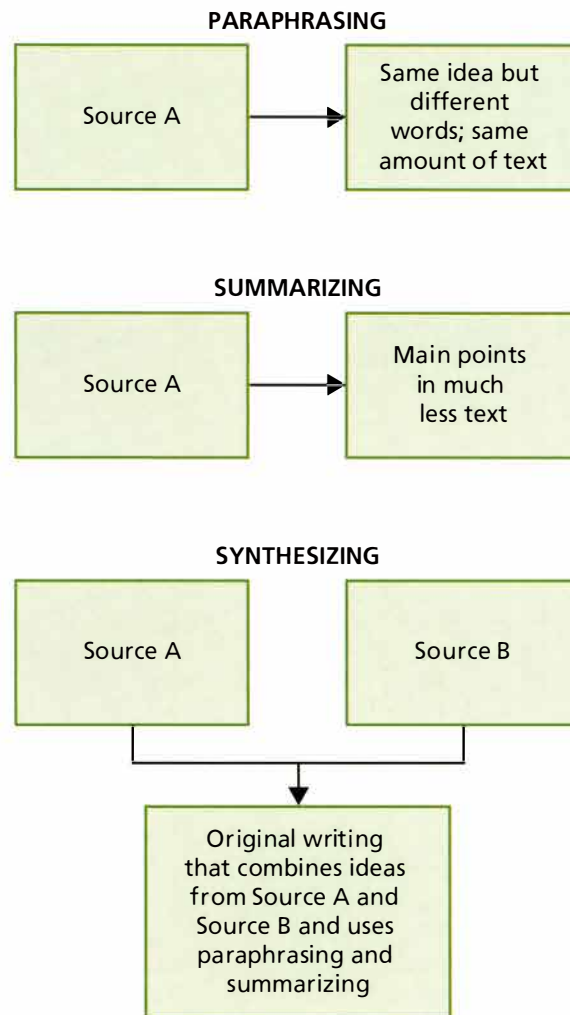 PARAPHRASING
Source A
Same idea but
different
words; same
amount of text
SUMMARIZING
Source A
Main points
in much
less text
SYNTHESIZING
Source A
Source B
Original writing
that combines ideas
from Source A and
Source B and uses
paraphrasing and
summarizing